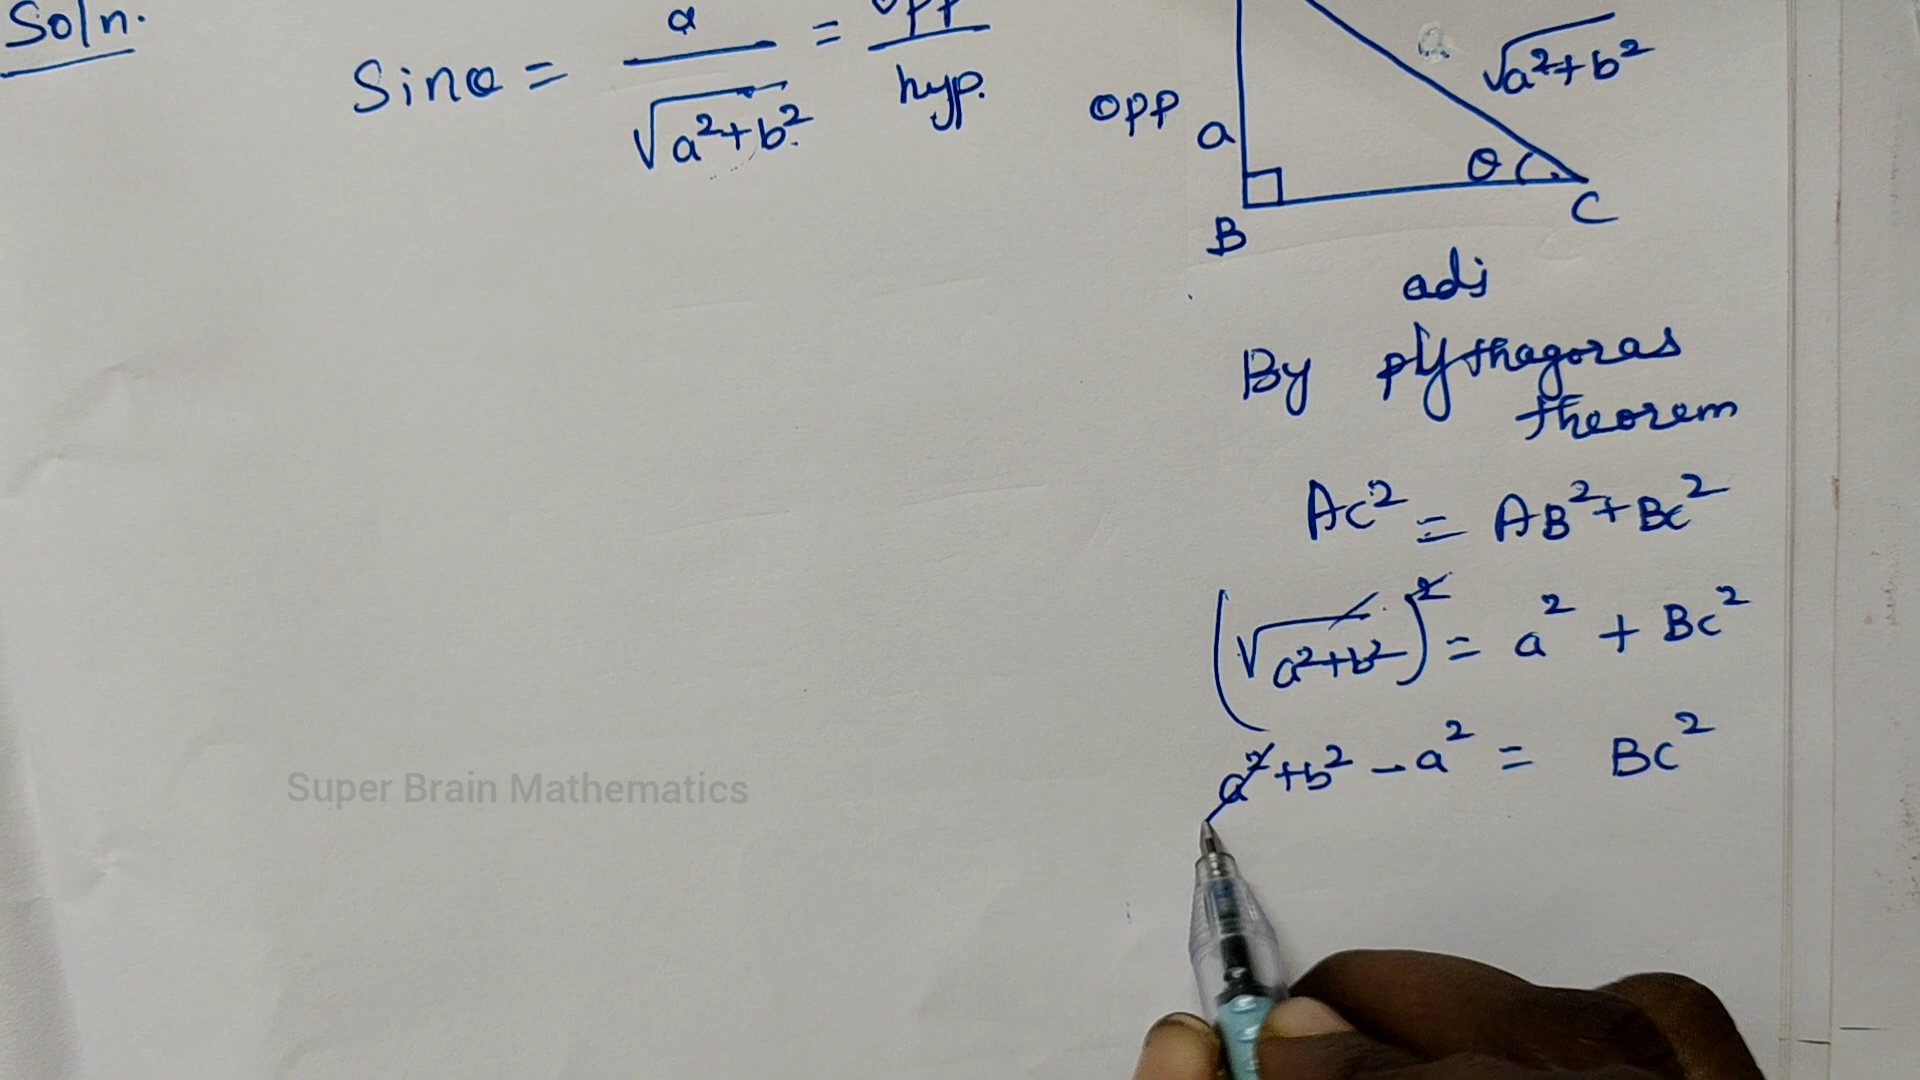 Soln.
Sinθ = a/√a²+b² = opp/hyp.
√a²+b²
opp
a
θ
B
C
adj
By pythagoras
theorem
AC² = AB²+BC²
(√a²+b²)² = a² + BC²
a²+b²-a² = BC²
Super Brain Mathematics